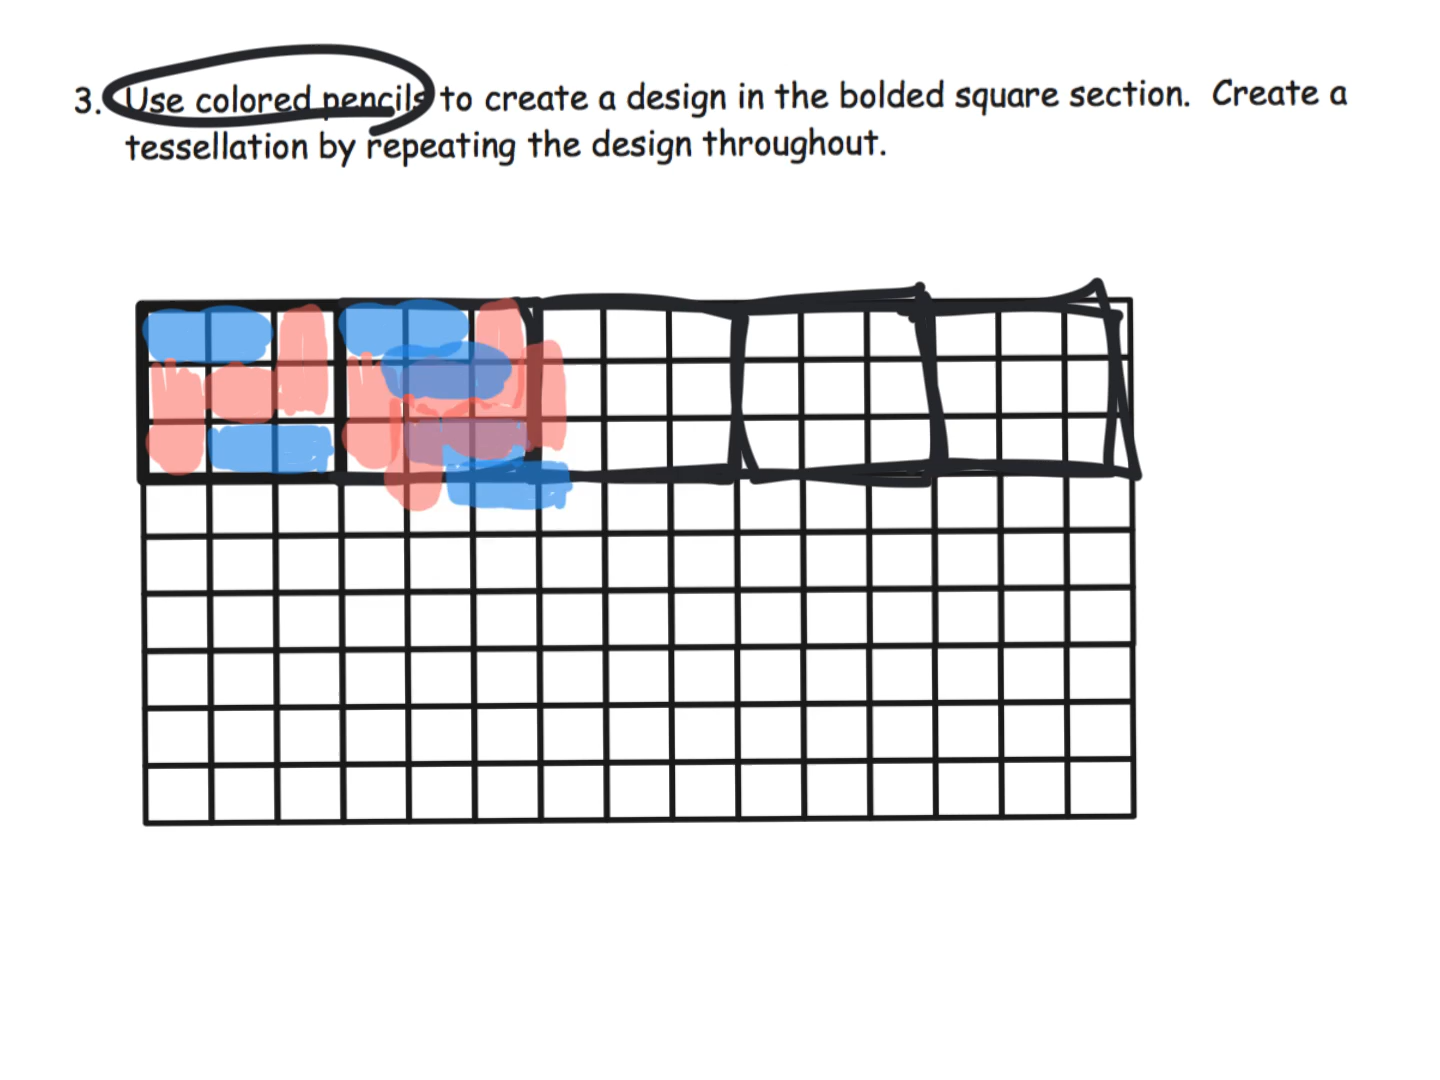 3. Use colored pencils to create a design in the bolded square section. Create a
tessellation by repeating the design throughout.